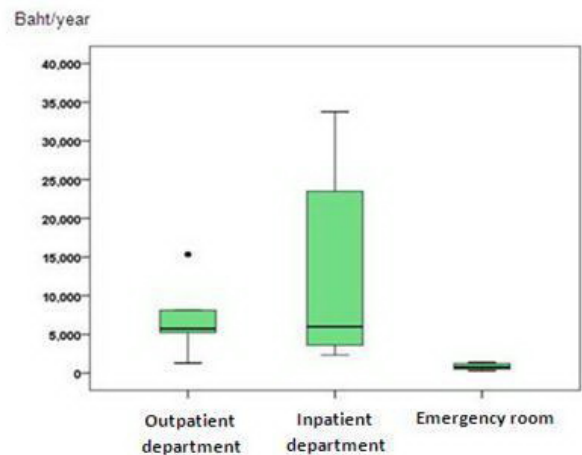 Baht/year
40,000
35,000
30,000
25,000
20,000
15,000
10,000
5,000
0
Outpatient department
Inpatient department
Emergency room